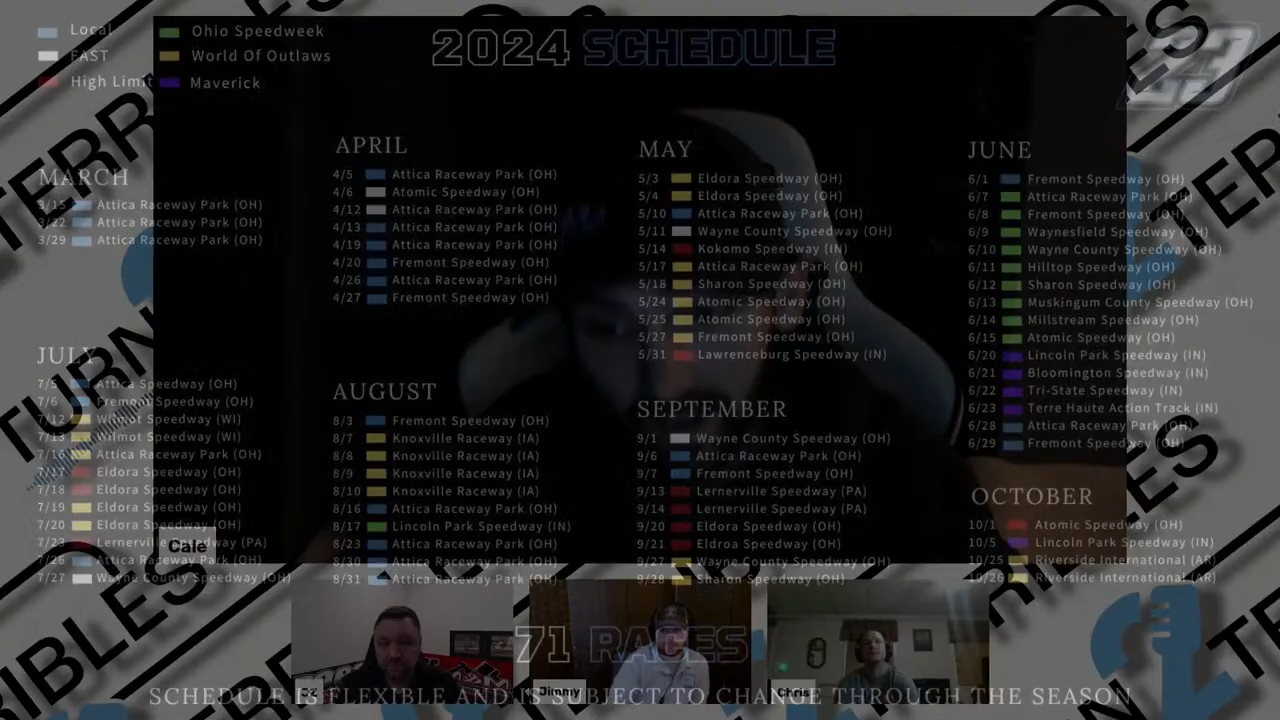 Local
FAST
High Limit
Ohio Speedweek
World Of Outlaws
Maverick
2024 SCHEDULE
23
MARCH
3/15 Attica Raceway Park (OH)
3/22 Attica Raceway Park (OH)
3/29 Attica Raceway Park (OH)
APRIL
4/5 Attica Raceway Park (OH)
4/6 Atomic Speedway (OH)
4/12 Attica Raceway Park (OH)
4/13 Attica Raceway Park (OH)
4/19 Attica Raceway Park (OH)
4/20 Fremont Speedway (OH)
4/26 Attica Raceway Park (OH)
4/27 Fremont Speedway (OH)
MAY
5/3 Eldora Speedway (OH)
5/4 Eldora Speedway (OH)
5/10 Attica Raceway Park (OH)
5/11 Wayne County Speedway (OH)
5/14 Kokomo Speedway (IN)
5/17 Attica Raceway Park (OH)
5/18 Sharon Speedway (OH)
5/24 Atomic Speedway (OH)
5/25 Atomic Speedway (OH)
5/27 Fremont Speedway (OH)
5/31 Lawrenceburg Speedway (IN)
JUNE
6/1 Fremont Speedway (OH)
6/7 Attica Raceway Park (OH)
6/8 Fremont Speedway (OH)
6/9 Waynesfield Speedway (OH)
6/10 Wayne County Speedway (OH)
6/11 Hilltop Speedway (OH)
6/12 Sharon Speedway (OH)
6/13 Muskingum County Speedway (OH)
6/14 Millstream Speedway (OH)
6/15 Atomic Speedway (OH)
6/20 Lincoln Park Speedway (IN)
6/21 Bloomington Speedway (IN)
6/22 Tri-State Speedway (IN)
6/23 Terre Haute Action Track (IN)
6/28 Attica Raceway Park (OH)
6/29 Fremont Speedway (OH)
JULY
7/5 Attica Speedway (OH)
7/6 Fremont Speedway (OH)
7/12 Wilmot Speedway (WI)
7/13 Wilmot Speedway (WI)
7/16 Attica Raceway Park (OH)
7/17 Eldora Speedway (OH)
7/18 Eldora Speedway (OH)
7/19 Eldora Speedway (OH)
7/20 Eldora Speedway (OH)
7/23 Lernerville Speedway (PA)
7/26 Attica Raceway Park (OH)
7/27 Wayne County Speedway (OH)
AUGUST
8/3 Fremont Speedway (OH)
8/7 Knoxville Raceway (IA)
8/8 Knoxville Raceway (IA)
8/9 Knoxville Raceway (IA)
8/10 Knoxville Raceway (IA)
8/16 Attica Raceway Park (OH)
8/17 Lincoln Park Speedway (IN)
8/23 Attica Raceway Park (OH)
8/30 Attica Raceway Park (OH)
8/31 Attica Raceway Park (OH)
SEPTEMBER
9/1 Wayne County Speedway (OH)
9/6 Attica Raceway Park (OH)
9/7 Fremont Speedway (OH)
9/13 Lernerville Speedway (PA)
9/14 Lernerville Speedway (PA)
9/20 Eldora Speedway (OH)
9/21 Eldroa Speedway (OH)
9/27 Wayne County Speedway (OH)
9/28 Sharon Speedway (OH)
OCTOBER
10/1 Atomic Speedway (OH)
10/5 Lincoln Park Speedway (IN)
10/25 Riverside International (AR)
10/26 Riverside International (AR)
Cale
71 RACES
Jimmy
Chris
SCHEDULE IS FLEXIBLE AND IS SUBJECT TO CHANGE THROUGH THE SEASON